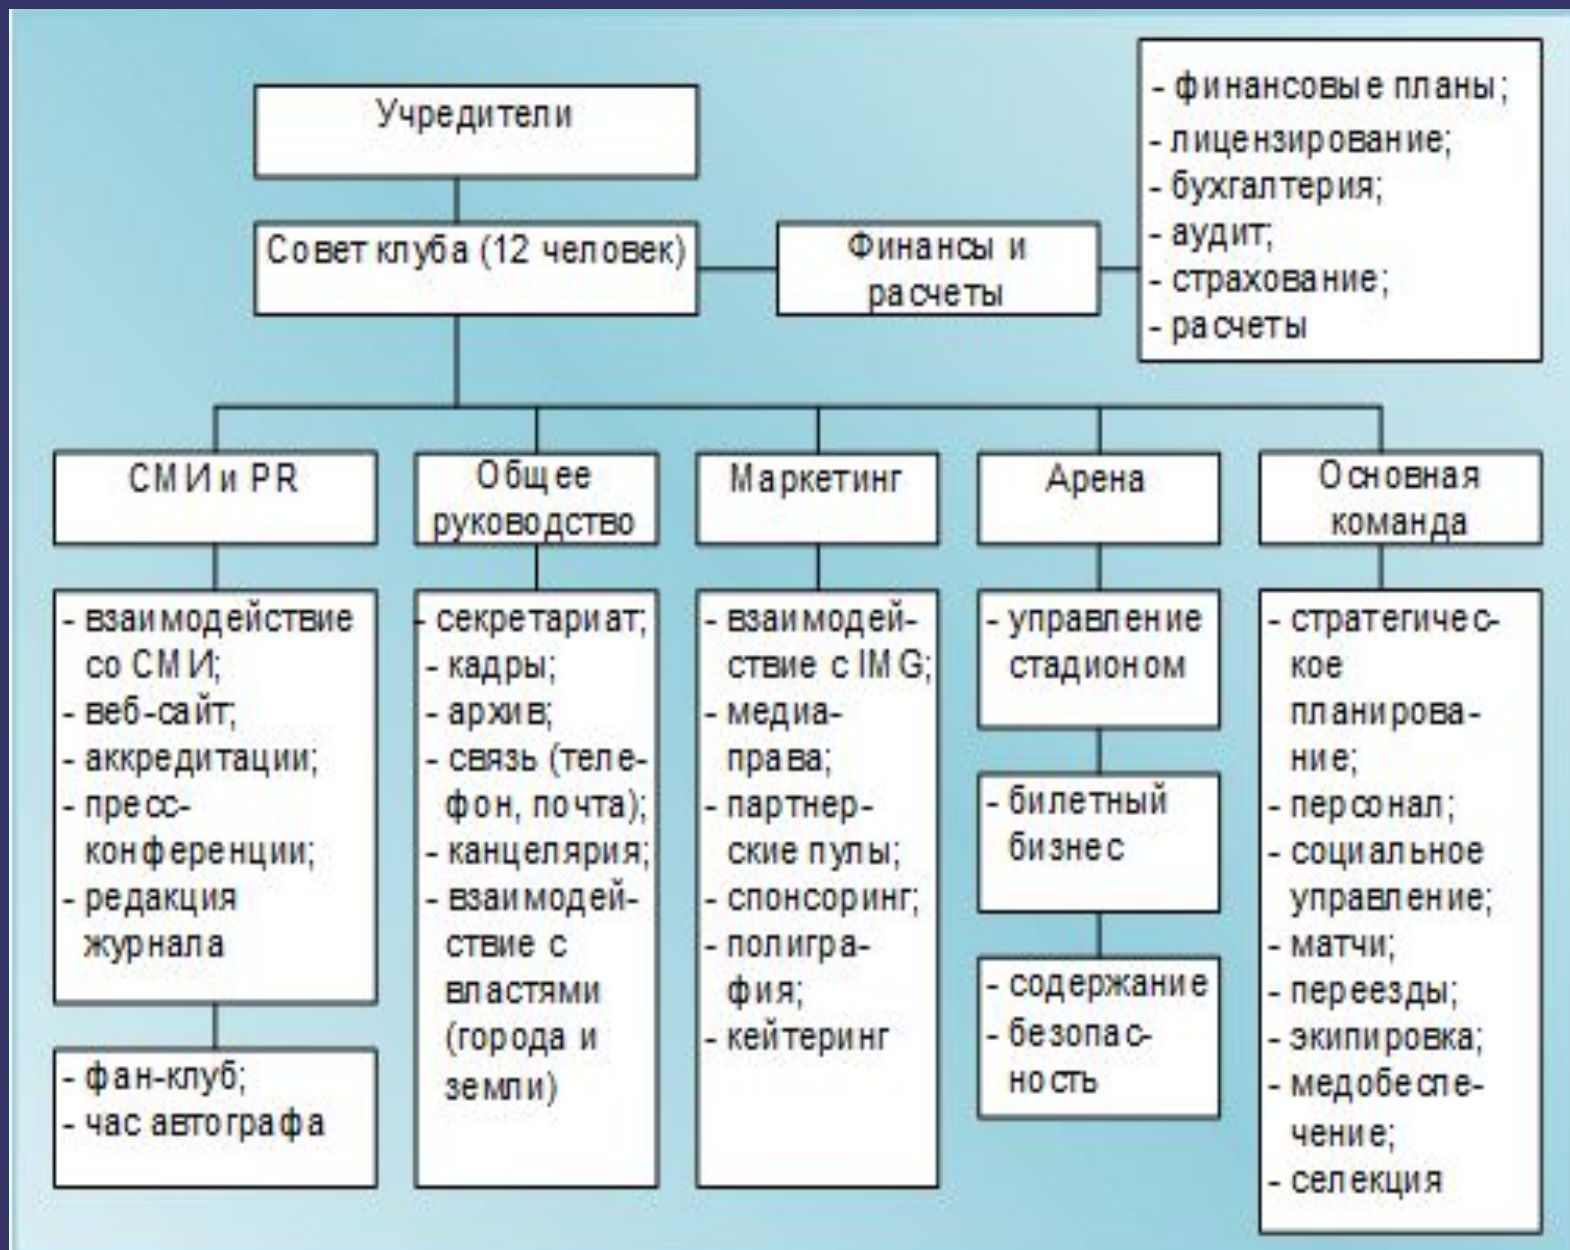 Учредители
Совет клуба (12 человек)
Финансы и
расчеты
- финансовые планы;
- лицензирование;
- бухгалтерия;
- аудит;
- страхование;
- расчеты
СМИ и PR
- взаимодействие
со СМИ;
- веб-сайт;
- аккредитации;
- пресс-
конференции;
- редакция
журнала
- фан-клуб;
- час автографа
Общее
руководство
- секретариат;
- кадры;
- архив;
- связь (теле-
фон, почта);
- канцелярия;
- взаимодей-
ствие с
властями
(города и
земли)
Маркетинг
- взаимодей-
ствие с IMG;
- медиа-
права;
- партнер-
ские пулы;
- спонсоринг;
- полигра-
фия;
- кейтеринг
Арена
- управление
стадионом
- билетный
бизнес
- содержание
- безопас-
ность
Основная
команда
- стратегичес-
кое
планирова-
ние;
- персонал;
- социальное
управление;
- матчи;
- переезды;
- экипировка;
- медобеспе-
чение;
- селекция